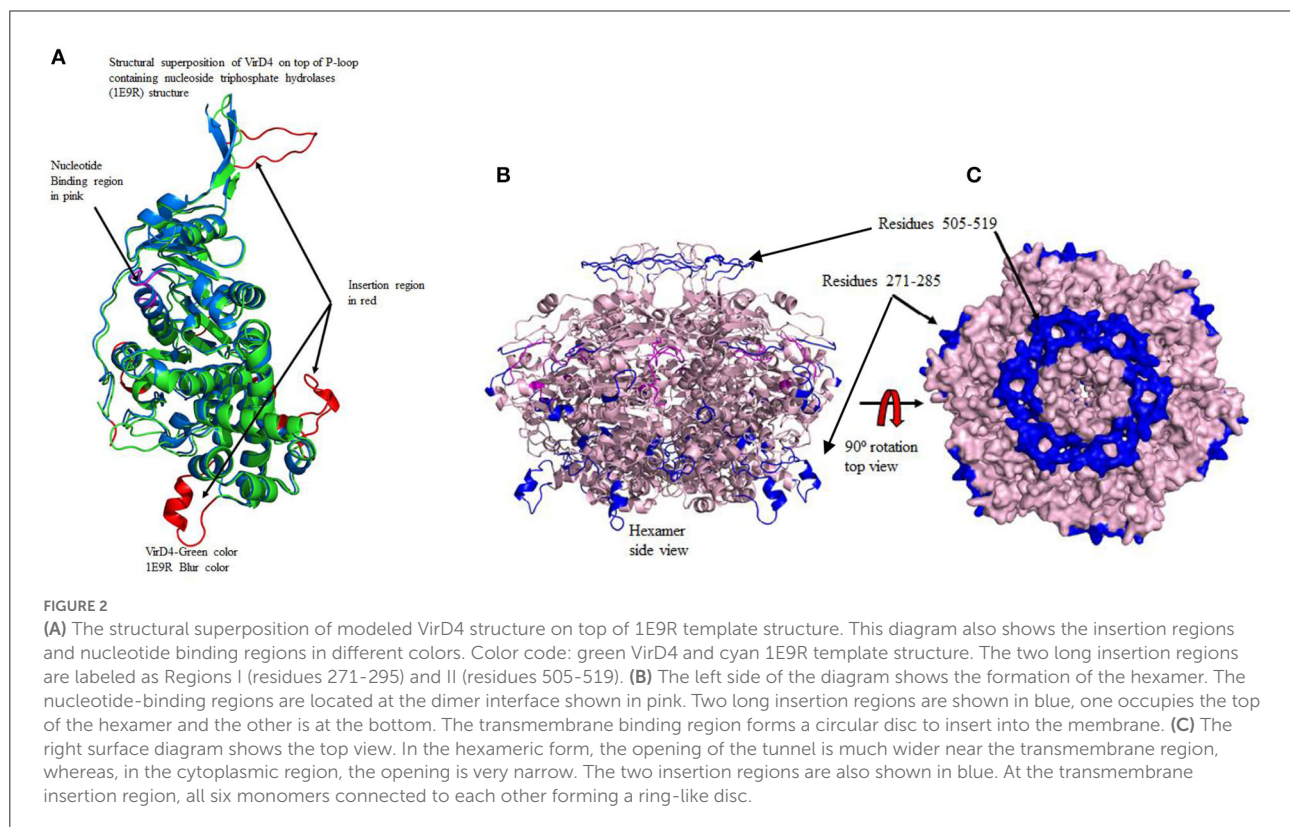 A
Structural superposition of VirD4 on top of P-loop
containing nucleoside triphosphate hydrolases
(1E9R) structure
Nucleotide
Binding region
in pink
Insertion region
in red
VirD4-Green color
1E9R Blur color
B
C
Residues 505-519
Residues 271-285
90º rotation
top view
Hexamer
side view
FIGURE 2
(A) The structural superposition of modeled VirD4 structure on top of 1E9R template structure. This diagram also shows the insertion regions
and nucleotide binding regions in different colors. Color code: green VirD4 and cyan 1E9R template structure. The two long insertion regions
are labeled as Regions I (residues 271-295) and II (residues 505-519). (B) The left side of the diagram shows the formation of the hexamer. The
nucleotide-binding regions are located at the dimer interface shown in pink. Two long insertion regions are shown in blue, one occupies the top
of the hexamer and the other is at the bottom. The transmembrane binding region forms a circular disc to insert into the membrane. (C) The
right surface diagram shows the top view. In the hexameric form, the opening of the tunnel is much wider near the transmembrane region,
whereas, in the cytoplasmic region, the opening is very narrow. The two insertion regions are also shown in blue. At the transmembrane
insertion region, all six monomers connected to each other forming a ring-like disc.